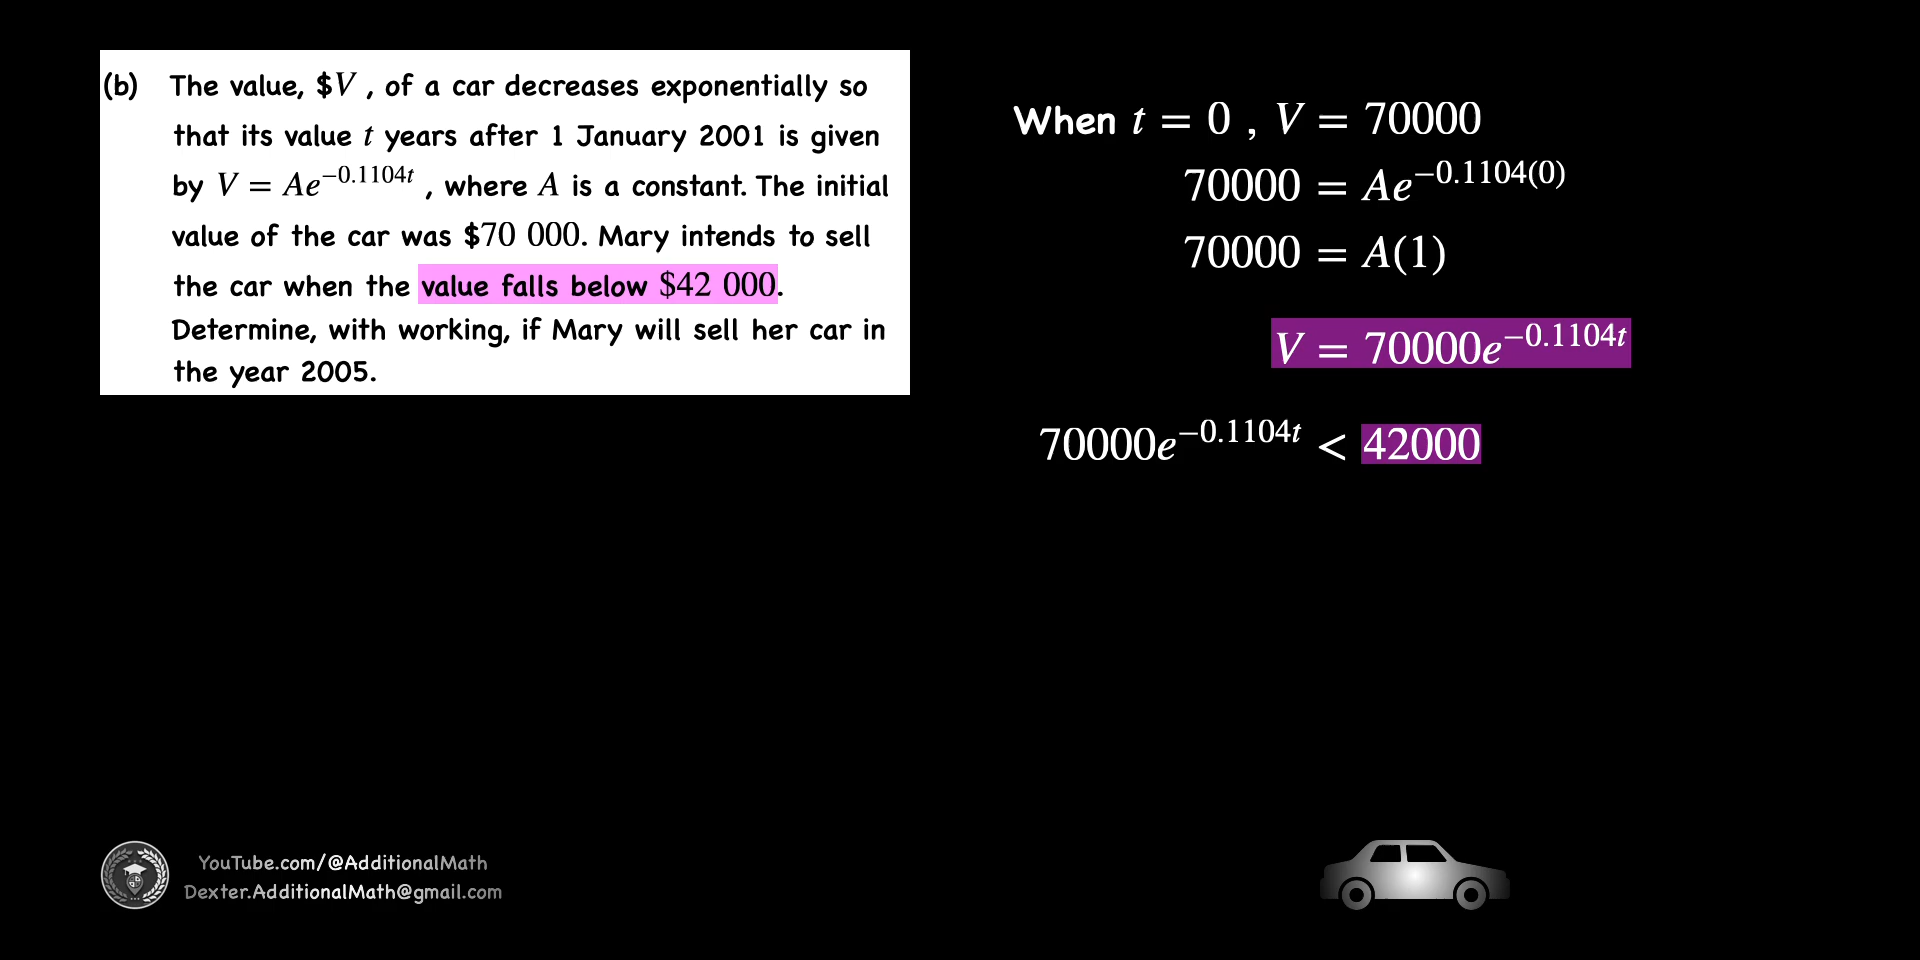 (b) The value, $V , of a car decreases exponentially so
that its value t years after 1 January 2001 is given
by V = Ae^{−0.1104t} , where A is a constant. The initial
value of the car was $70 000. Mary intends to sell
the car when the value falls below $42 000.
Determine, with working, if Mary will sell her car in
the year 2005.
When t = 0 , V = 70000
70000 = Ae^{−0.1104(0)}
70000 = A(1)
V = 70000e^{−0.1104t}
70000e^{−0.1104t} < 42000
YouTube.com/@AdditionalMath
Dexter.AdditionalMath@gmail.com